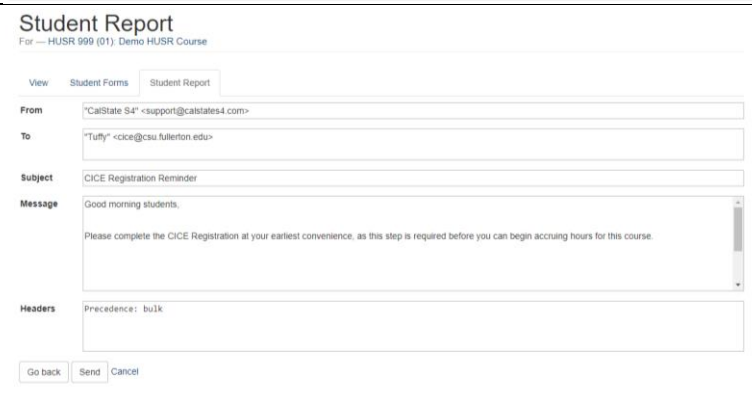 Student Report
For — HUSR 999 (01): Demo HUSR Course
View Student Forms Student Report
From "CalState S4" <support@calstates4.com>
To "Tuffy" <cice@csu.fullerton.edu>
Subject CICE Registration Reminder
Message Good morning students,
Please complete the CICE Registration at your earliest convenience, as this step is required before you can begin accruing hours for this course.
Headers Precedence: bulk
Go back Send Cancel